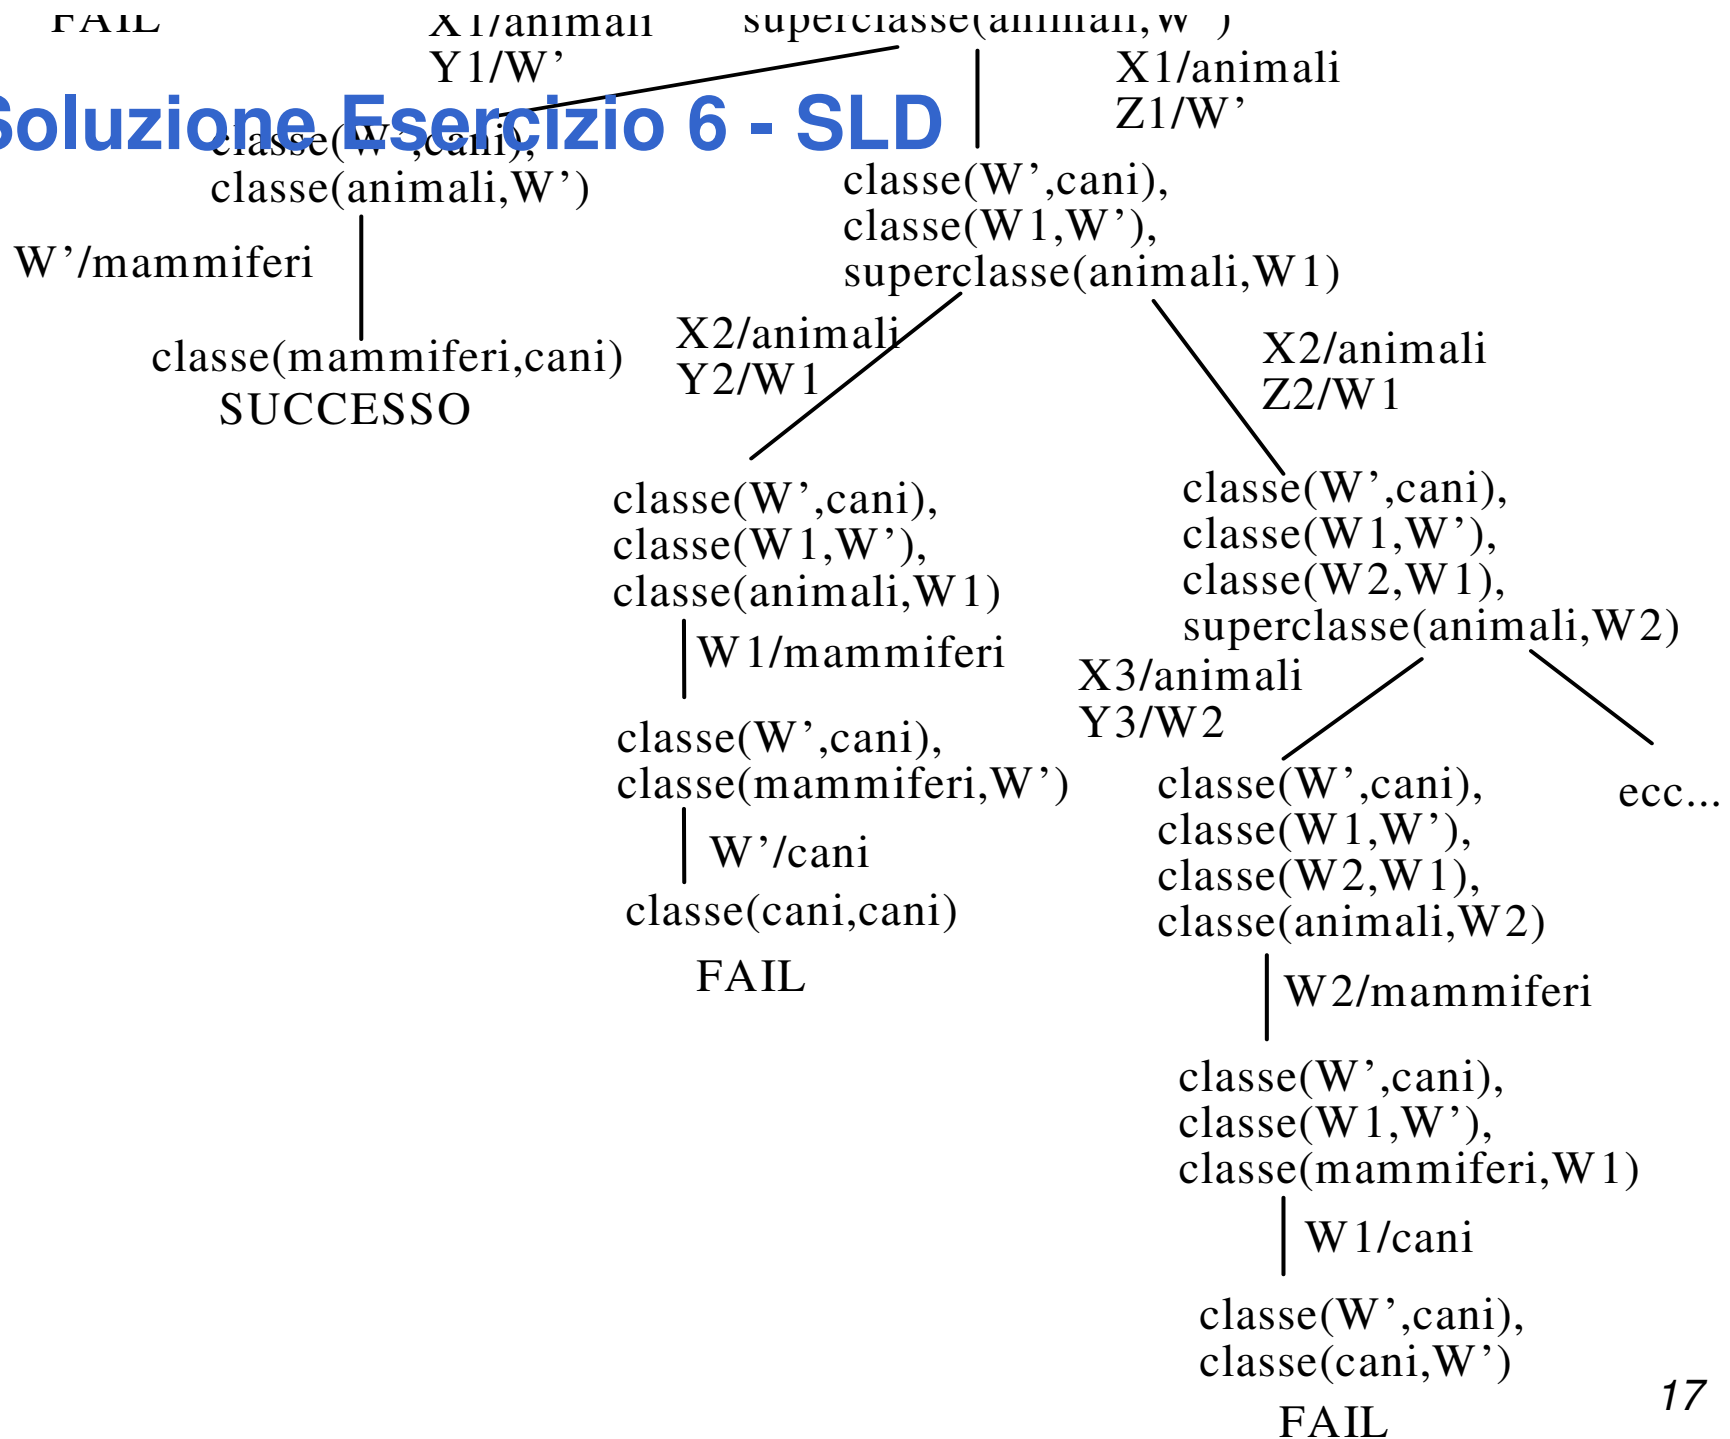 FAIL
X1/animali
superclasse(animali,W')
Y1/W'
X1/animali
Z1/W'
Soluzione Esercizio 6 - SLD
classe(W',cani),
classe(animali,W')
W'/mammiferi
classe(mammiferi,cani)
SUCCESSO
classe(W',cani),
classe(W1,W'),
superclasse(animali,W1)
X2/animali
Y2/W1
X2/animali
Z2/W1
classe(W',cani),
classe(W1,W'),
classe(animali,W1)
W1/mammiferi
classe(W',cani),
classe(mammiferi,W')
W'/cani
classe(cani,cani)
FAIL
classe(W',cani),
classe(W1,W'),
classe(W2,W1),
superclasse(animali,W2)
X3/animali
Y3/W2
ecc...
classe(W',cani),
classe(W1,W'),
classe(W2,W1),
classe(animali,W2)
W2/mammiferi
classe(W',cani),
classe(W1,W'),
classe(mammiferi,W1)
W1/cani
classe(W',cani),
classe(cani,W')
FAIL
17